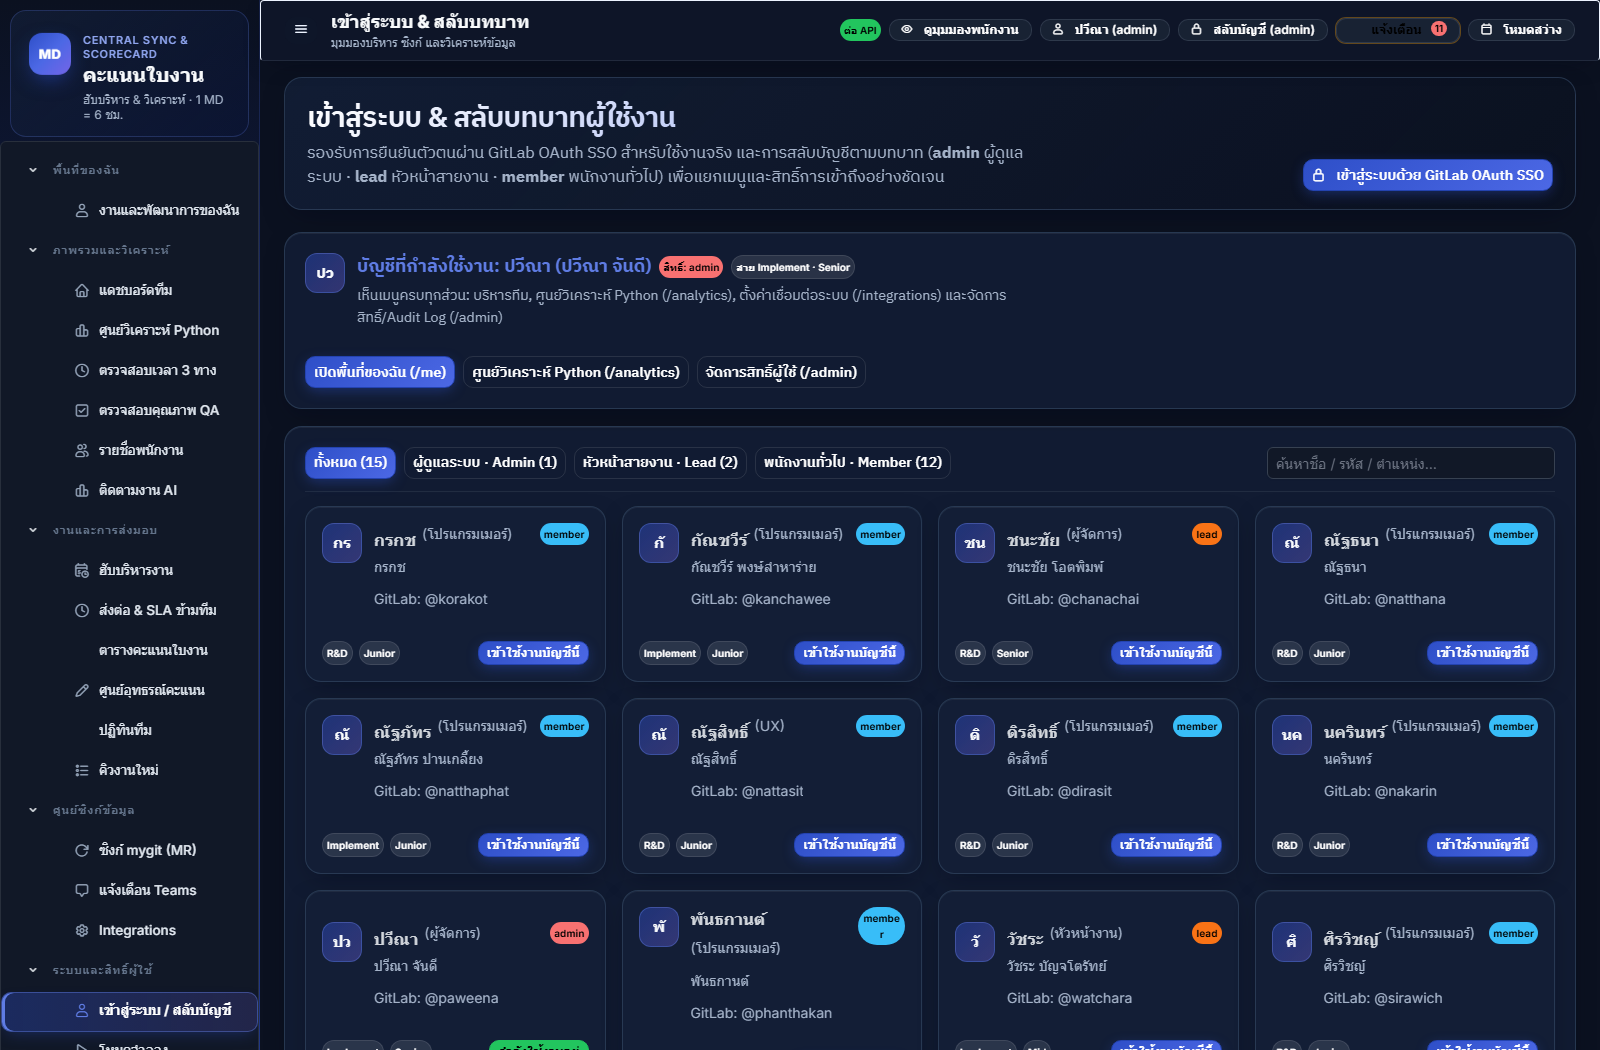 MD
CENTRAL SYNC &
SCORECARD
คะแนนใบงาน
ฮับบริหาร & วิเคราะห์ · 1 MD
= 6 ชม.
พื้นที่ของฉัน
งานและพัฒนาการของฉัน
ภาพรวมและวิเคราะห์
แดชบอร์ดทีม
ศูนย์วิเคราะห์ Python
ตรวจสอบเวลา 3 ทาง
ตรวจสอบคุณภาพ QA
รายชื่อพนักงาน
ติดตามงาน AI
งานและการส่งมอบ
ฮับบริหารงาน
ส่งต่อ & SLA ข้ามทีม
ตารางคะแนนใบงาน
ศูนย์อุทธรณ์คะแนน
ปฏิทินทีม
คิวงานใหม่
ศูนย์ซิงก์ข้อมูล
ซิงก์ mygit (MR)
แจ้งเตือน Teams
Integrations
ระบบและสิทธิ์ผู้ใช้
เข้าสู่ระบบ / สลับบัญชี
เข้าสู่ระบบ & สลับบทบาท
มุมมองบริหาร ซิงก์ และวิเคราะห์ข้อมูล
ต่อ API
ดูมุมมองพนักงาน
ปวีณา (admin)
สลับบัญชี (admin)
แจ้งเตือน 11
โหมดสว่าง
เข้าสู่ระบบ & สลับบทบาทผู้ใช้งาน
รองรับการยืนยันตัวตนผ่าน GitLab OAuth SSO สำหรับใช้งานจริง และการสลับบัญชีตามบทบาท (admin ผู้ดูแล
ระบบ · lead หัวหน้าสายงาน · member พนักงานทั่วไป) เพื่อแยกเมนูและสิทธิ์การเข้าถึงอย่างชัดเจน
เข้าสู่ระบบด้วย GitLab OAuth SSO
ปว
บัญชีที่กำลังใช้งาน: ปวีณา (ปวีณา จันดี)
สิทธิ์: admin
สาย Implement · Senior
เห็นเมนูครบทุกส่วน: บริหารทีม, ศูนย์วิเคราะห์ Python (/analytics), ตั้งค่าเชื่อมต่อระบบ (/integrations) และจัดการ
สิทธิ์/Audit Log (/admin)
เปิดพื้นที่ของฉัน (/me)
ศูนย์วิเคราะห์ Python (/analytics)
จัดการสิทธิ์ผู้ใช้ (/admin)
ทั้งหมด (15)
ผู้ดูแลระบบ · Admin (1)
หัวหน้าสายงาน · Lead (2)
พนักงานทั่วไป · Member (12)
ค้นหาชื่อ / รหัส / ตำแหน่ง...
กร
กรกช (โปรแกรมเมอร์)
member
กรกช
GitLab: @korakot
R&D
Junior
เข้าใช้งานบัญชีนี้
กั
กัณชวีร์ (โปรแกรมเมอร์)
member
กัณชวีร์ พงษ์สาหาร่าย
GitLab: @kanchawee
Implement
Junior
เข้าใช้งานบัญชีนี้
ชน
ชนะชัย (ผู้จัดการ)
lead
ชนะชัย โอตพิมพ์
GitLab: @chanachai
R&D
Senior
เข้าใช้งานบัญชีนี้
ณั
ณัฐธนา (โปรแกรมเมอร์)
member
ณัฐธนา
GitLab: @natthana
R&D
Junior
เข้าใช้งานบัญชีนี้
ณั
ณัฐภัทร (โปรแกรมเมอร์)
member
ณัฐภัทร ปานเกลี้ยง
GitLab: @natthaphat
Implement
Junior
เข้าใช้งานบัญชีนี้
ณั
ณัฐสิทธิ์ (UX)
member
ณัฐสิทธิ์
GitLab: @nattasit
R&D
Junior
เข้าใช้งานบัญชีนี้
ดิ
ดิรสิทธิ์ (โปรแกรมเมอร์)
member
ดิรสิทธิ์
GitLab: @dirasit
R&D
Junior
เข้าใช้งานบัญชีนี้
นค
นครินทร์ (โปรแกรมเมอร์)
member
นครินทร์
GitLab: @nakarin
R&D
Junior
เข้าใช้งานบัญชีนี้
ปว
ปวีณา (ผู้จัดการ)
admin
ปวีณา จันดี
GitLab: @paweena
พั
พันธกานต์
(โปรแกรมเมอร์)
membe
r
พันธกานต์
GitLab: @phanthakan
วั
วัชระ (หัวหน้างาน)
lead
วัชระ บัญจโตรัทย์
GitLab: @watchara
ศิ
ศิรวิชญ์ (โปรแกรมเมอร์)
member
ศิรวิชญ์
GitLab: @sirawich